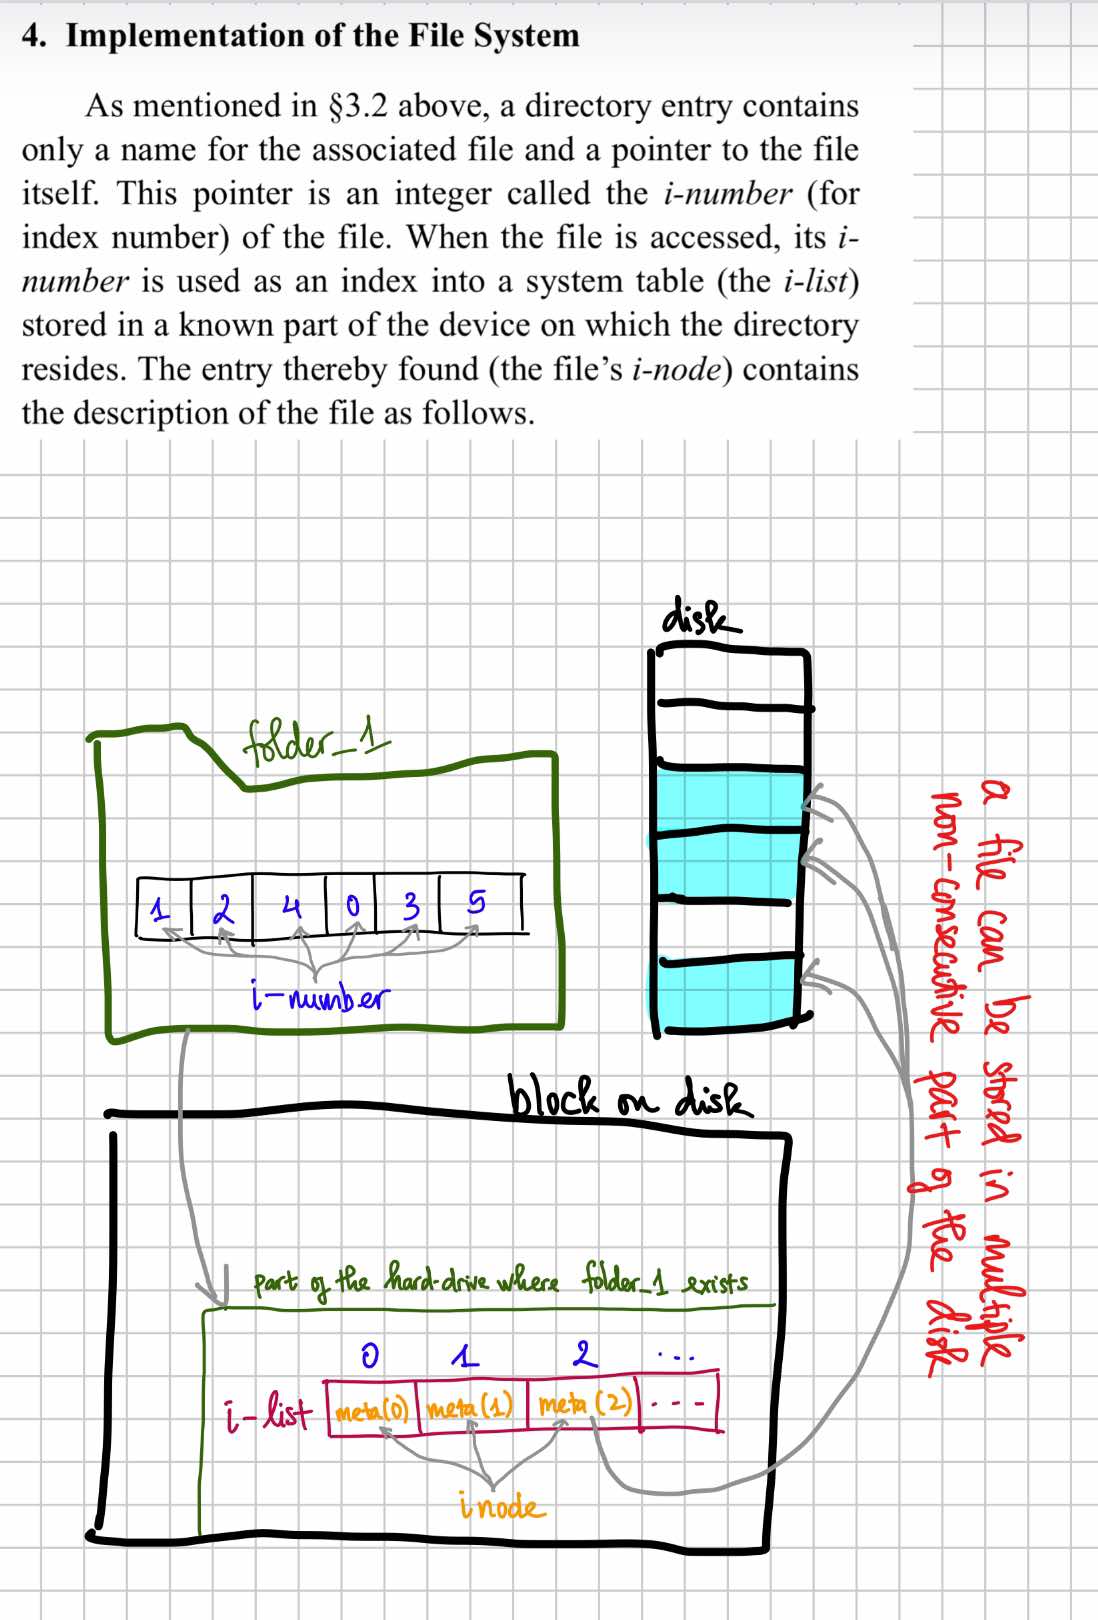 4. Implementation of the File System
As mentioned in §3.2 above, a directory entry contains
only a name for the associated file and a pointer to the file
itself. This pointer is an integer called the i-number (for
index number) of the file. When the file is accessed, its i-
number is used as an index into a system table (the i-list)
stored in a known part of the device on which the directory
resides. The entry thereby found (the file's i-node) contains
the description of the file as follows.
disk
folder_1
1 2 4 0 3 5
i-number
a file can be stored in multiple
non-consecutive part of the disk
block on disk
part of the hard-drive where folder_1 exists
0 1 2 ...
i-list meta(0) meta(1) meta(2) ---
inode